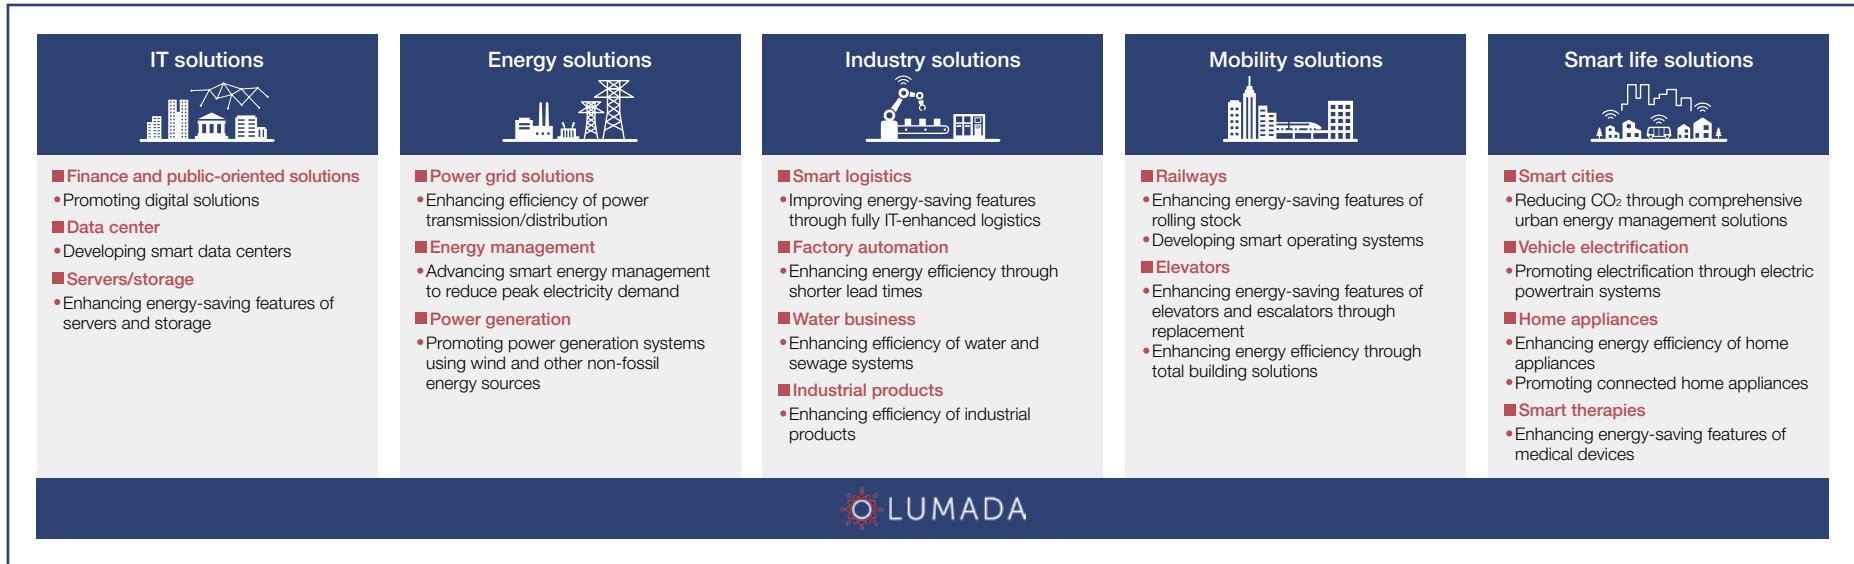 IT solutions
■Finance and public-oriented solutions
•Promoting digital solutions
■Data center
•Developing smart data centers
■Servers/storage
•Enhancing energy-saving features of
servers and storage
Energy solutions
■Power grid solutions
•Enhancing efficiency of power
transmission/distribution
■Energy management
•Advancing smart energy management
to reduce peak electricity demand
■Power generation
•Promoting power generation systems
using wind and other non-fossil
energy sources
Industry solutions
■Smart logistics
•Improving energy-saving features
through fully IT-enhanced logistics
■Factory automation
•Enhancing energy efficiency through
shorter lead times
■Water business
•Enhancing efficiency of water and
sewage systems
■Industrial products
•Enhancing efficiency of industrial
products
Mobility solutions
■Railways
•Enhancing energy-saving features of
rolling stock
•Developing smart operating systems
■Elevators
•Enhancing energy-saving features of
elevators and escalators through
replacement
•Enhancing energy efficiency through
total building solutions
Smart life solutions
■Smart cities
•Reducing CO₂ through comprehensive
urban energy management solutions
■Vehicle electrification
•Promoting electrification through electric
powertrain systems
■Home appliances
•Enhancing energy efficiency of home
appliances
•Promoting connected home appliances
■Smart therapies
•Enhancing energy-saving features of
medical devices
LUMADA